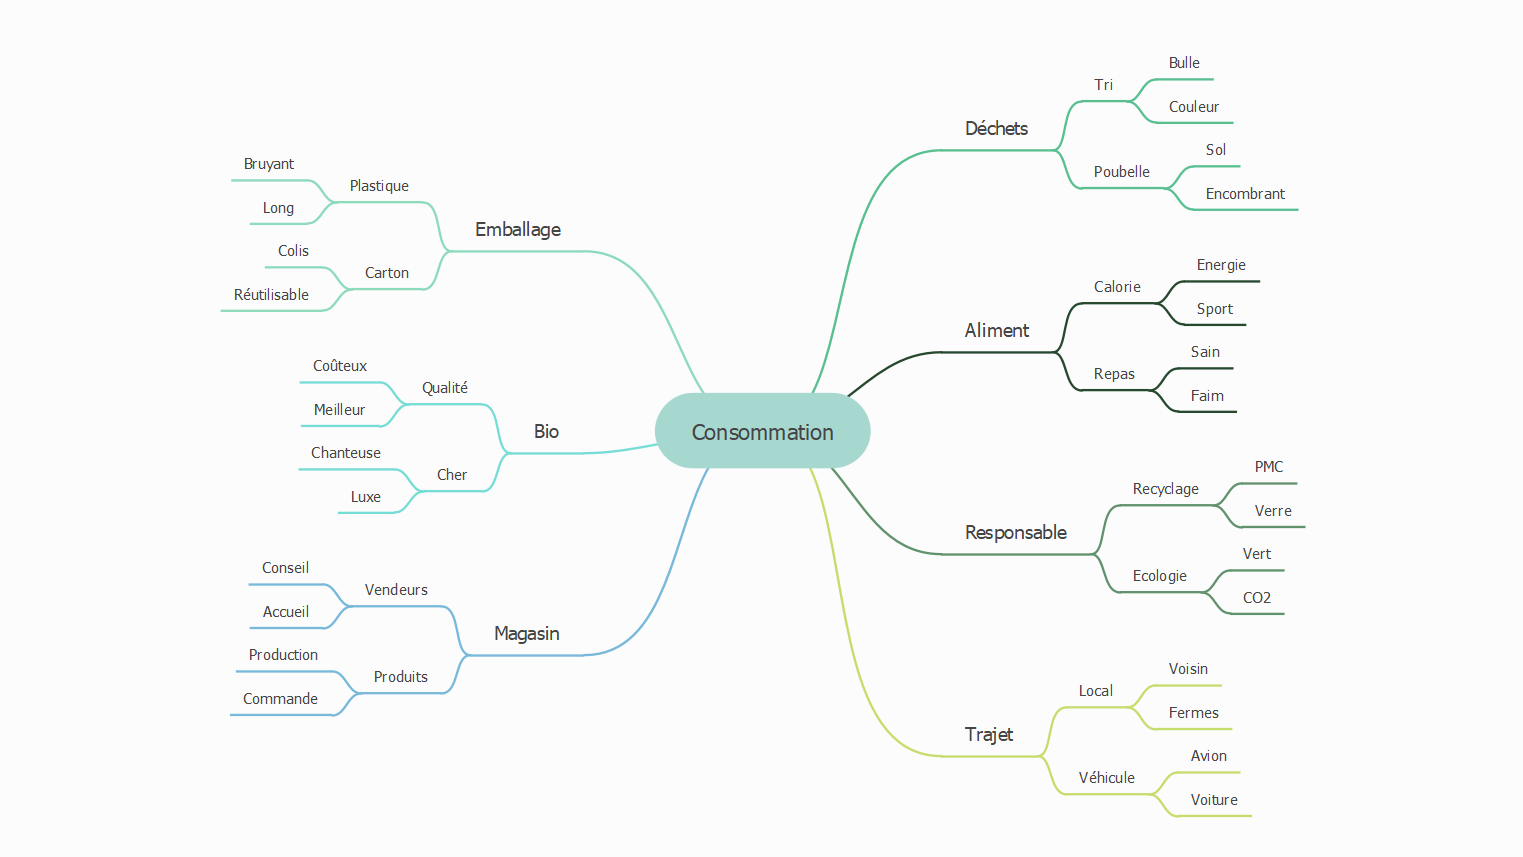 Consommation
Déchets
Tri
Bulle
Couleur
Poubelle
Sol
Encombrant
Aliment
Calorie
Energie
Sport
Repas
Sain
Faim
Responsable
Recyclage
PMC
Verre
Ecologie
Vert
CO2
Trajet
Local
Voisin
Fermes
Véhicule
Avion
Voiture
Emballage
Plastique
Bruyant
Long
Carton
Colis
Réutilisable
Bio
Qualité
Coûteux
Meilleur
Cher
Chanteuse
Luxe
Magasin
Vendeurs
Conseil
Accueil
Produits
Production
Commande